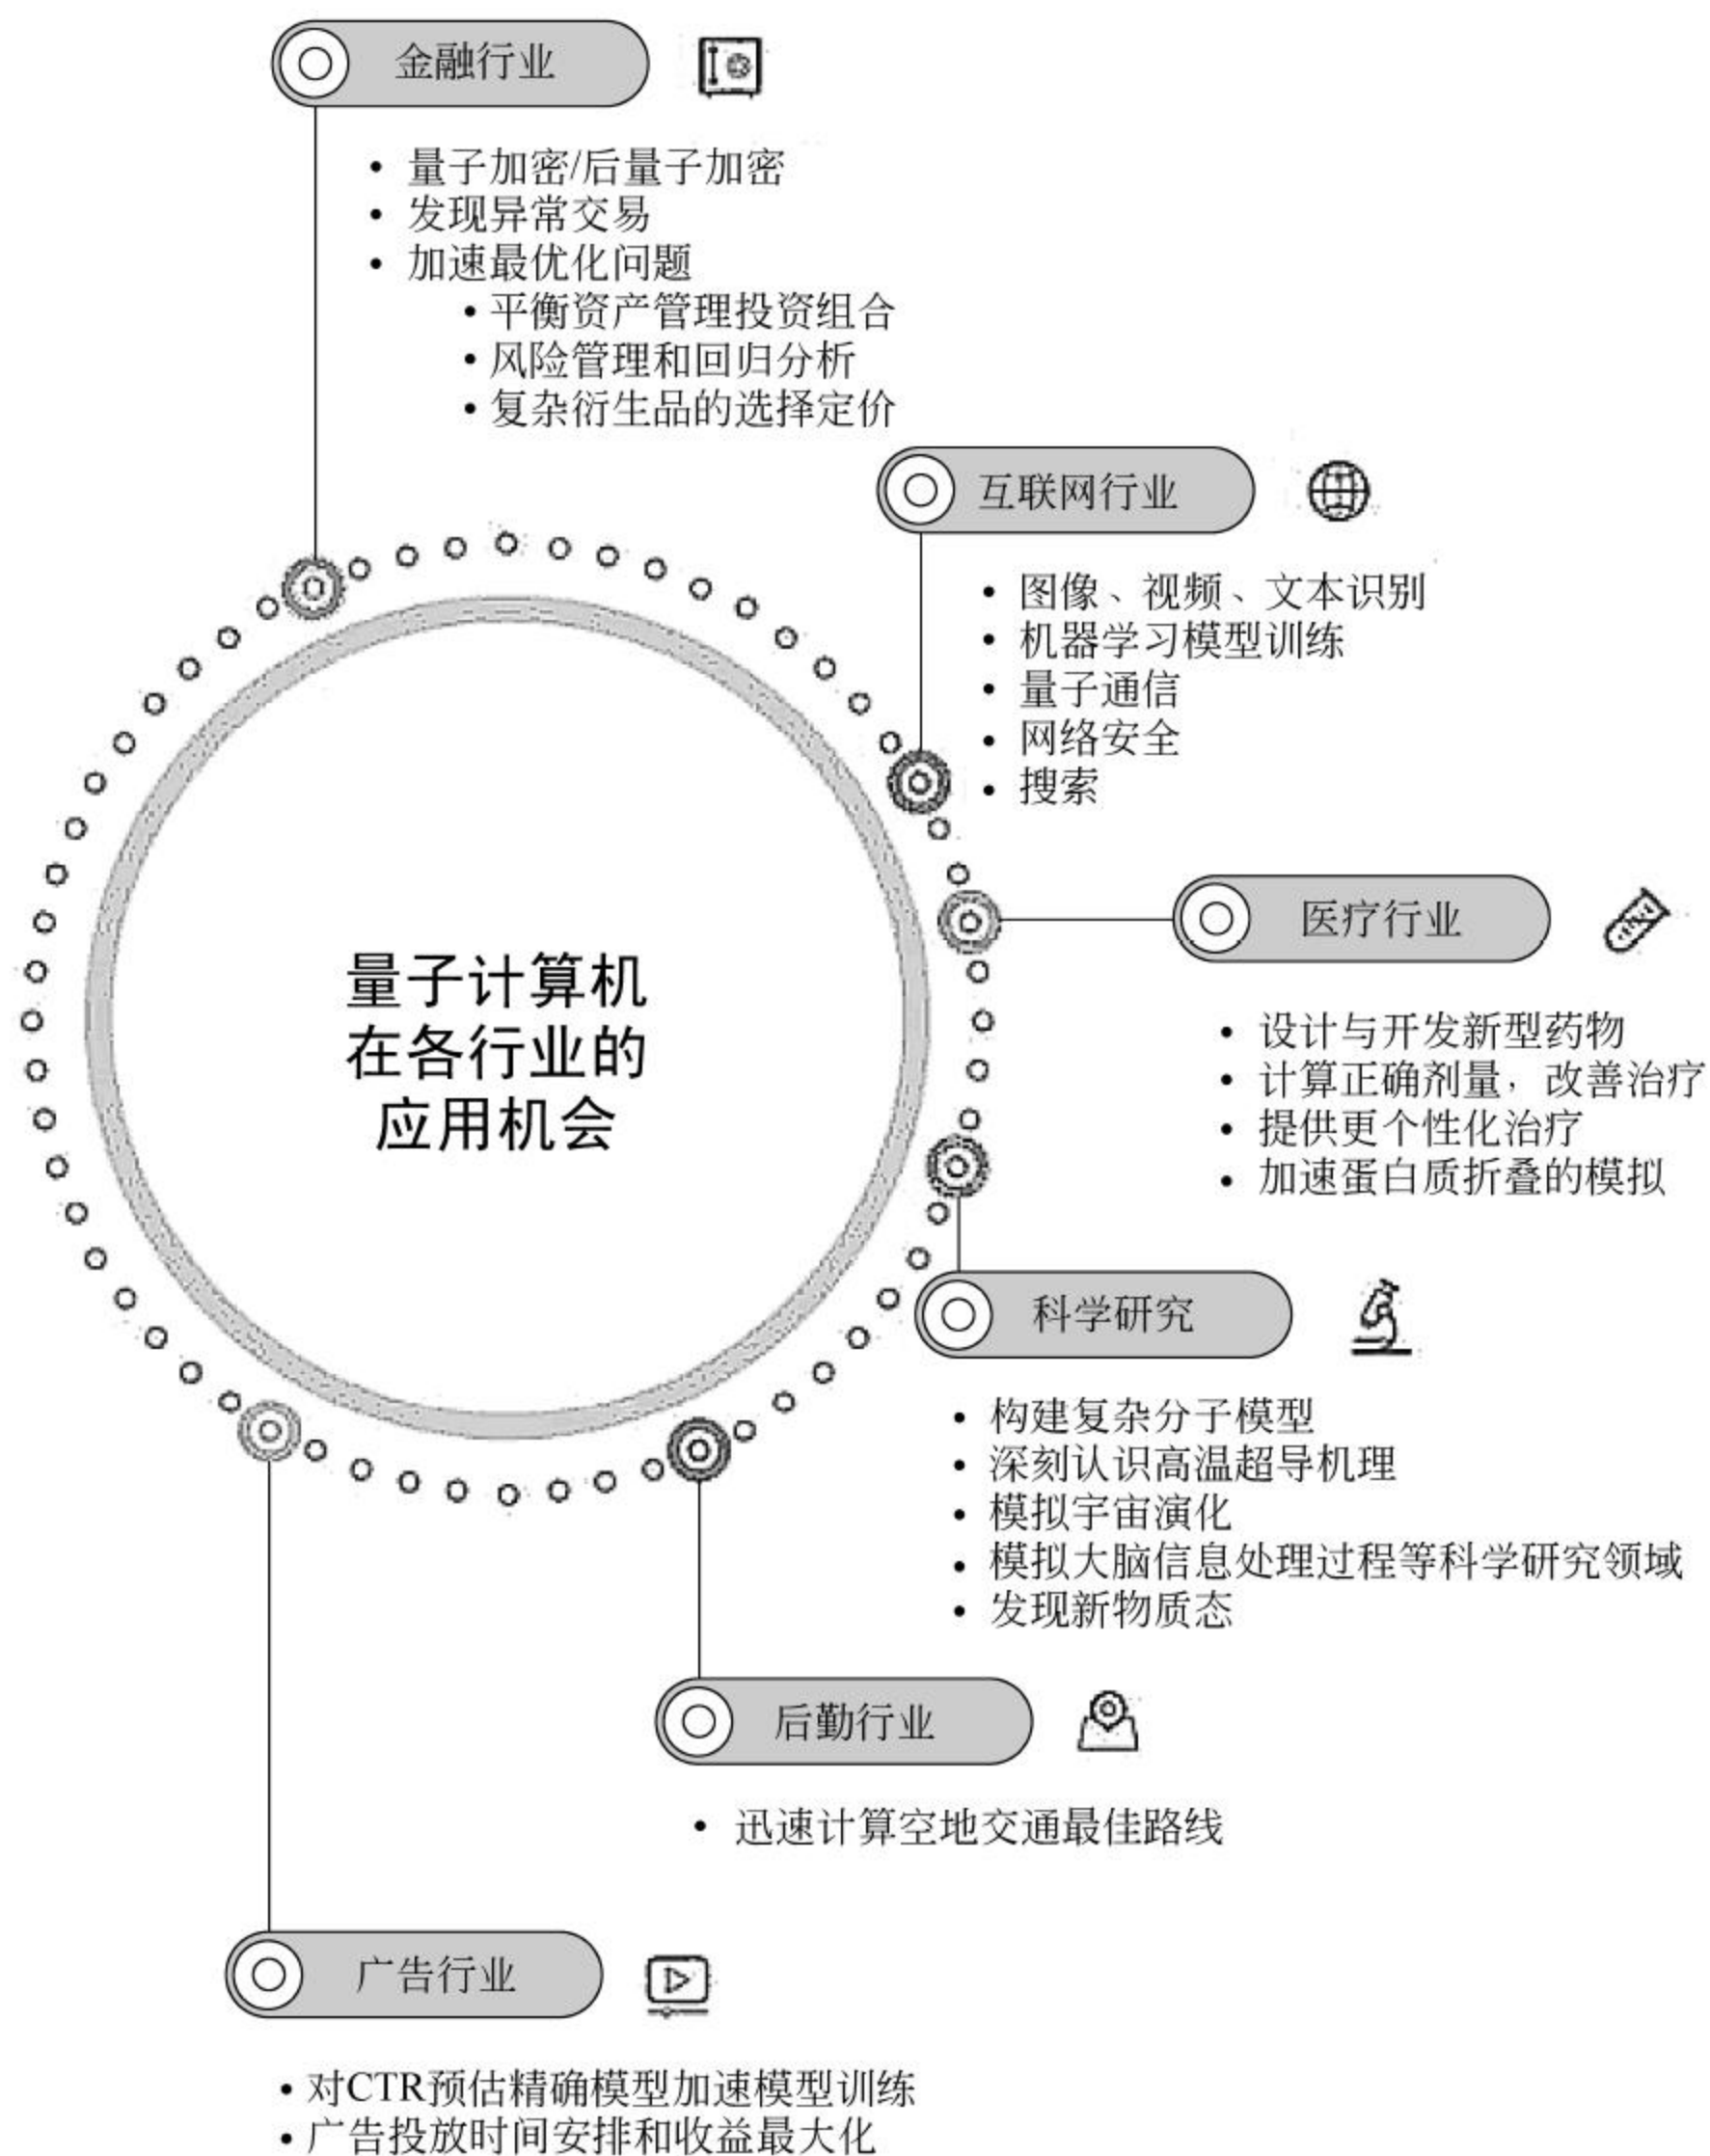 金融行业
• 量子加密/后量子加密
• 发现异常交易
• 加速最优化问题
• 平衡资产管理投资组合
• 风险管理和回归分析
• 复杂衍生品的选择定价
互联网行业
• 图像、视频、文本识别
• 机器学习模型训练
• 量子通信
• 网络安全
• 搜索
量子计算机
在各行业的
应用机会
医疗行业
• 设计与开发新型药物
• 计算正确剂量，改善治疗
• 提供更个性化治疗
• 加速蛋白质折叠的模拟
科学研究
• 构建复杂分子模型
• 深刻认识高温超导机理
• 模拟宇宙演化
• 模拟大脑信息处理过程等科学研究领域
• 发现新物质态
后勤行业
• 迅速计算空地交通最佳路线
广告行业
• 对CTR预估精确模型加速模型训练
• 广告投放时间安排和收益最大化